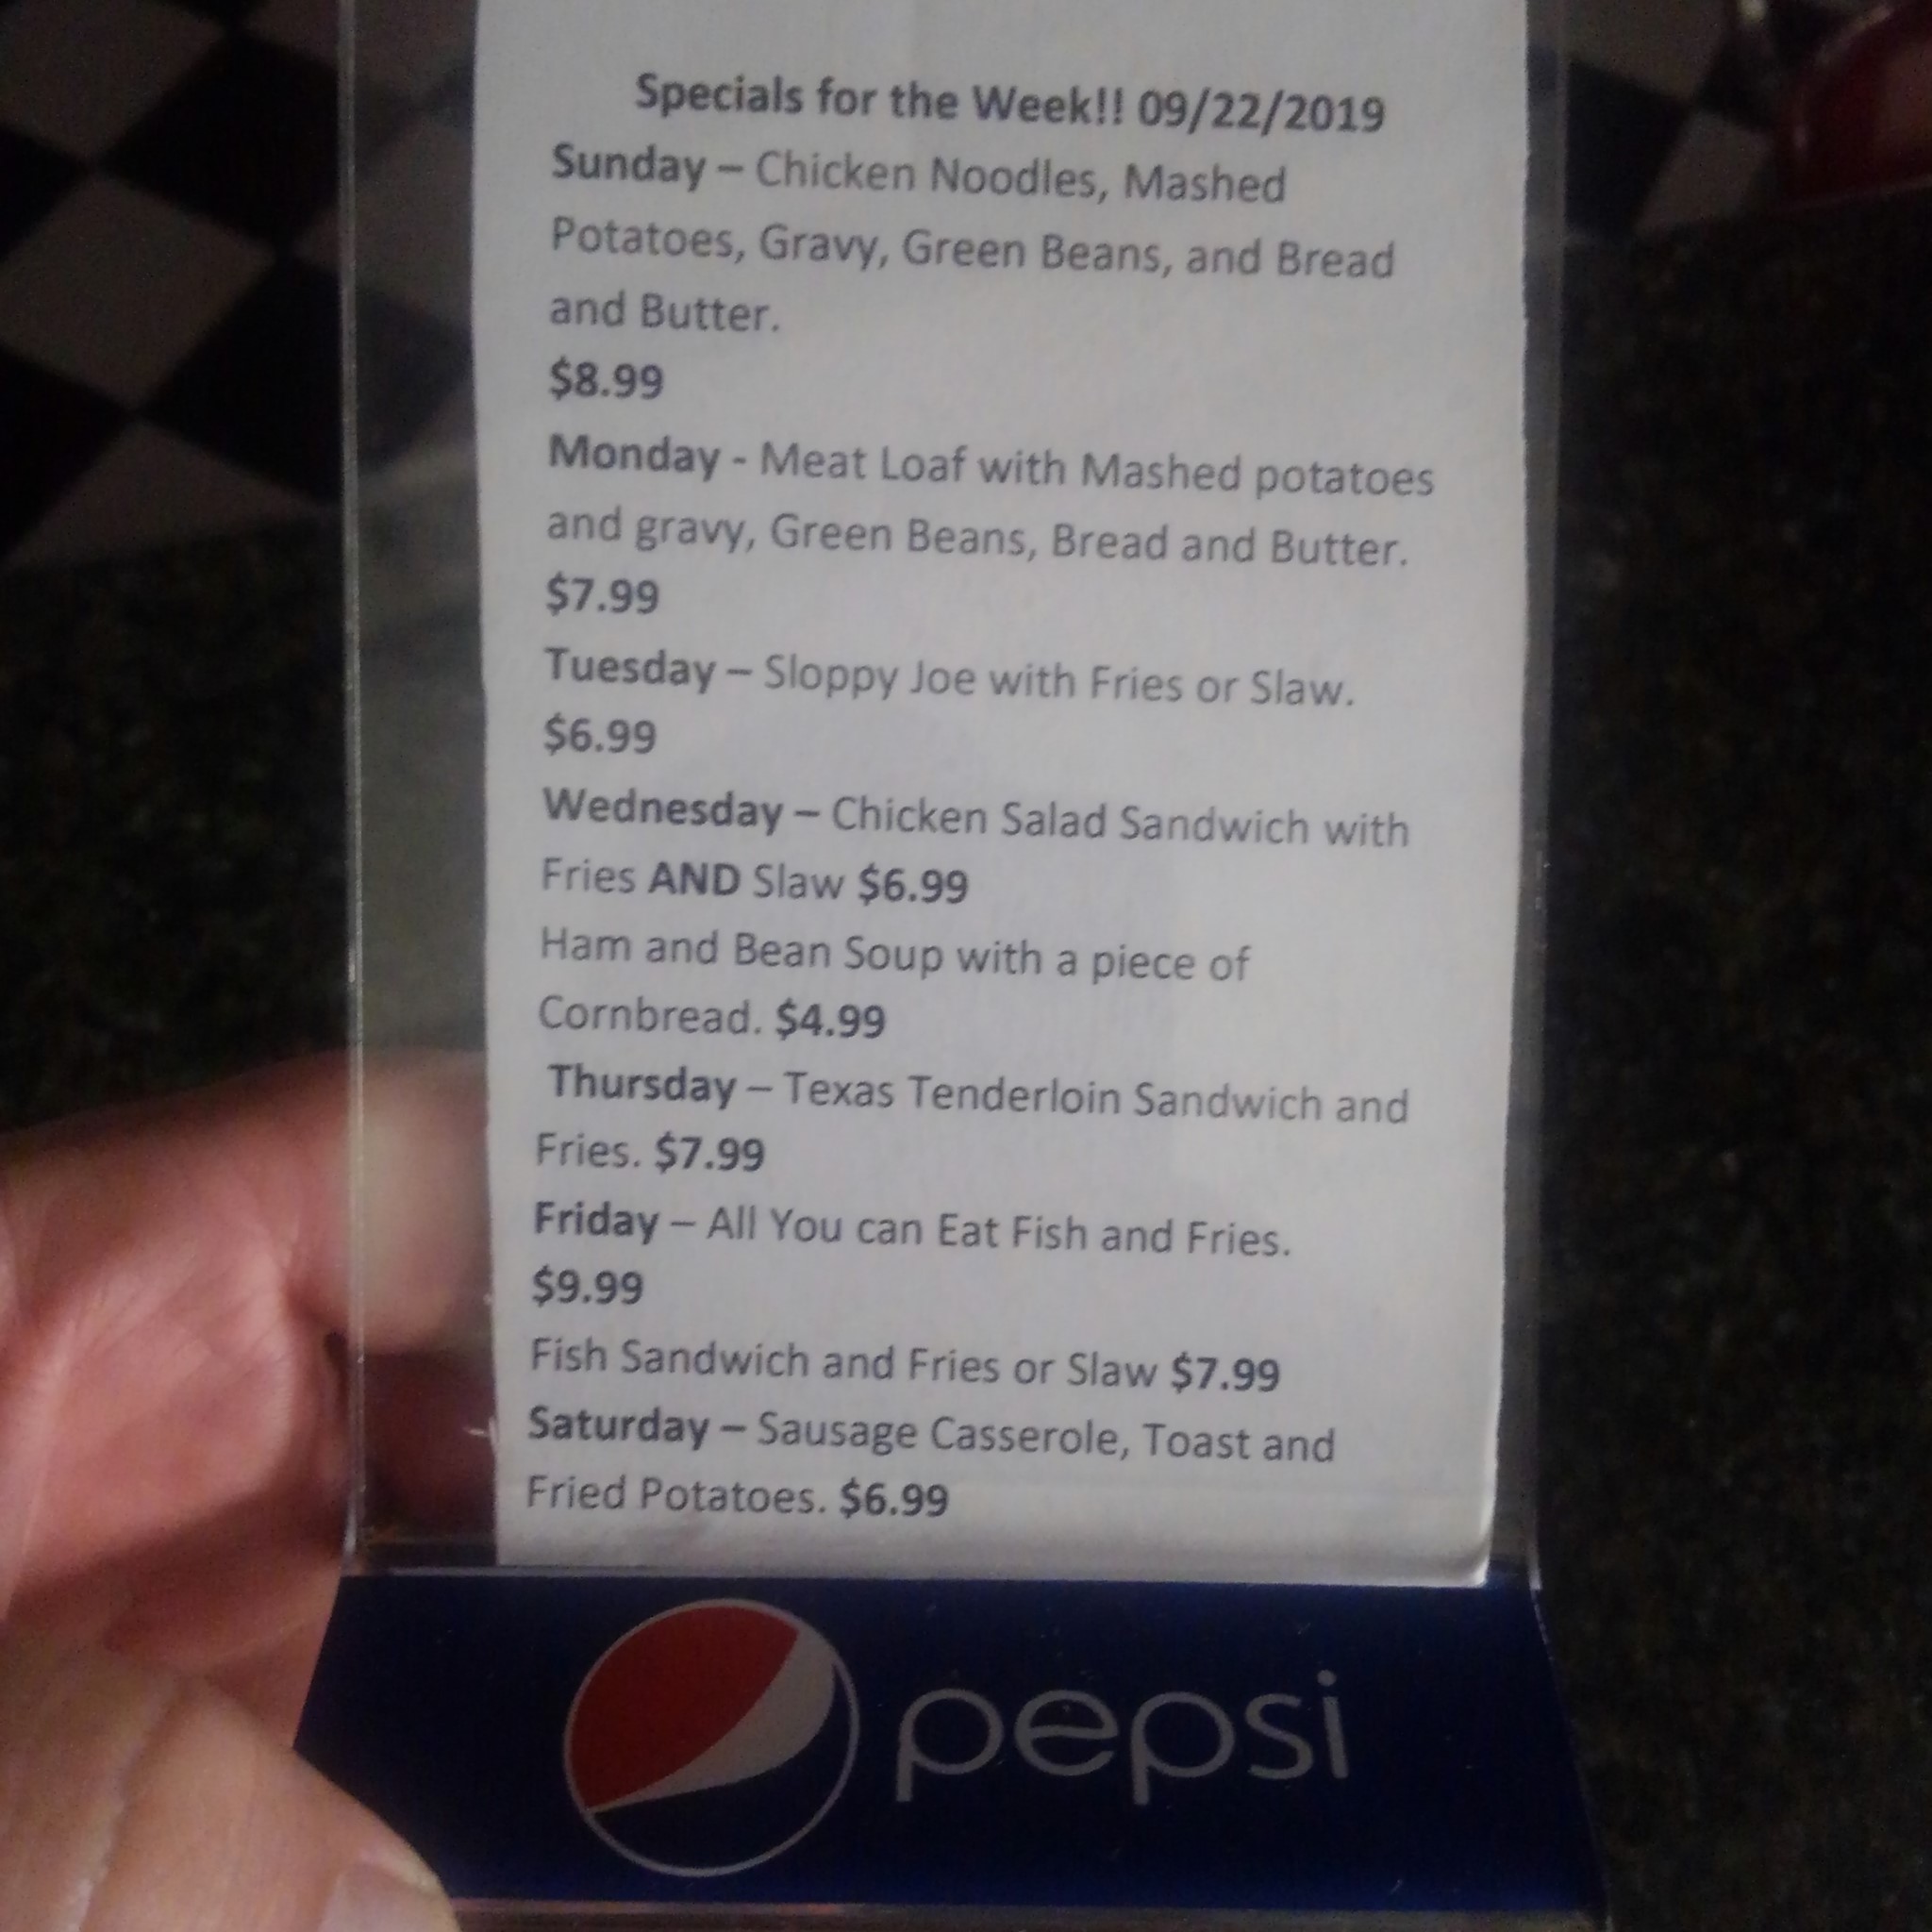 Specials for the Week!! 09/22/2019
Sunday – Chicken Noodles, Mashed
Potatoes, Gravy, Green Beans, and Bread
and Butter.
$8.99
Monday - Meat Loaf with Mashed potatoes
and gravy, Green Beans, Bread and Butter.
$7.99
Tuesday – Sloppy Joe with Fries or Slaw.
$6.99
Wednesday – Chicken Salad Sandwich with
Fries AND Slaw $6.99
Ham and Bean Soup with a piece of
Cornbread. $4.99
Thursday – Texas Tenderloin Sandwich and
Fries. $7.99
Friday – All You can Eat Fish and Fries.
$9.99
Fish Sandwich and Fries or Slaw $7.99
Saturday – Sausage Casserole, Toast and
Fried Potatoes. $6.99
pepsi